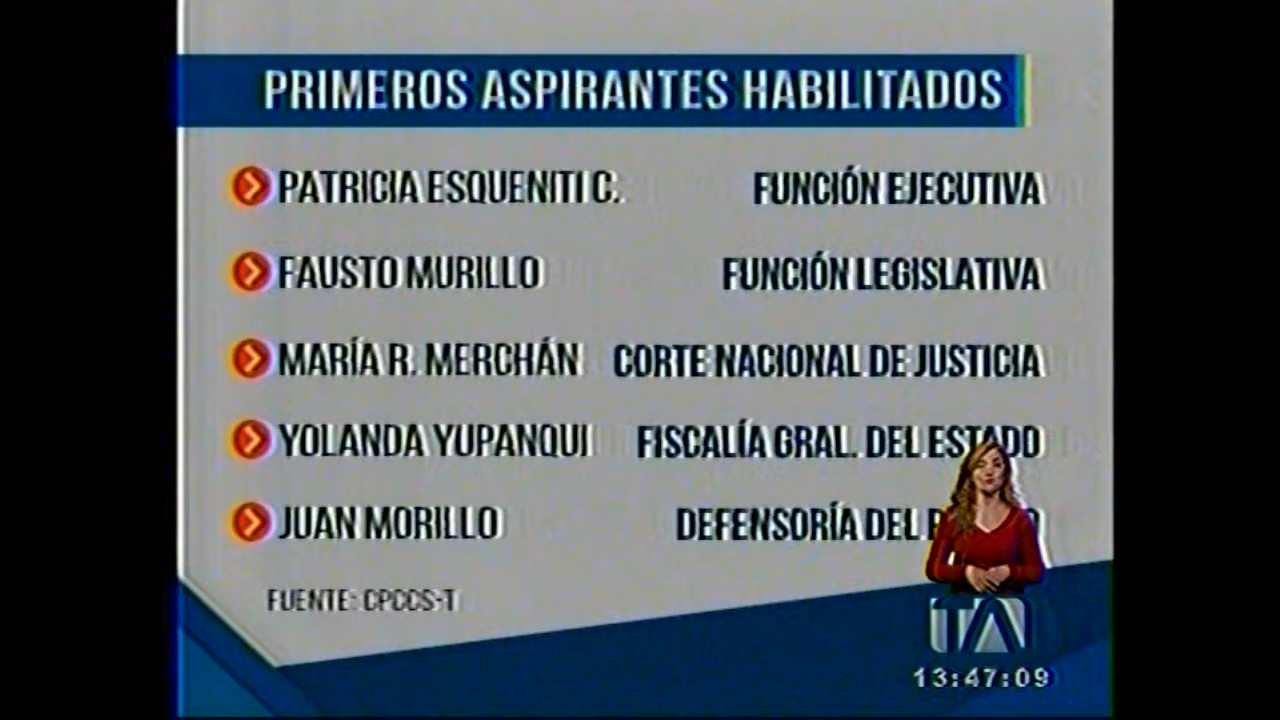 PRIMEROS ASPIRANTES HABILITADOS
PATRICIA ESQUENITI C. FUNCIÓN EJECUTIVA
FAUSTO MURILLO FUNCIÓN LEGISLATIVA
MARÍA R. MERCHÁN CORTE NACIONAL DE JUSTICIA
YOLANDA YUPANQUI FISCALÍA GRAL. DEL ESTADO
JUAN MORILLO DEFENSORÍA DEL
FUENTE: CPCCS-T
TA
13:47:09